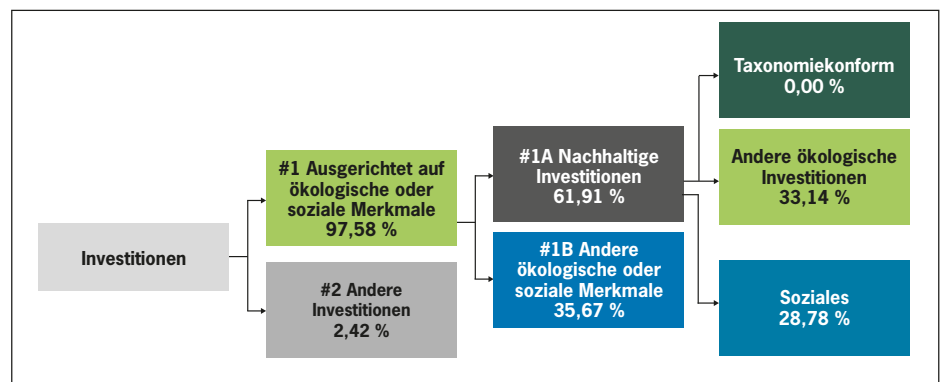 Investitionen
#1 Ausgerichtet auf
ökologische oder
soziale Merkmale
97,58 %
#2 Andere
Investitionen
2,42 %
#1A Nachhaltige
Investitionen
61,91 %
#1B Andere
ökologische oder
soziale Merkmale
35,67 %
Taxonomiekonform
0,00 %
Andere ökologische
Investitionen
33,14 %
Soziales
28,78 %